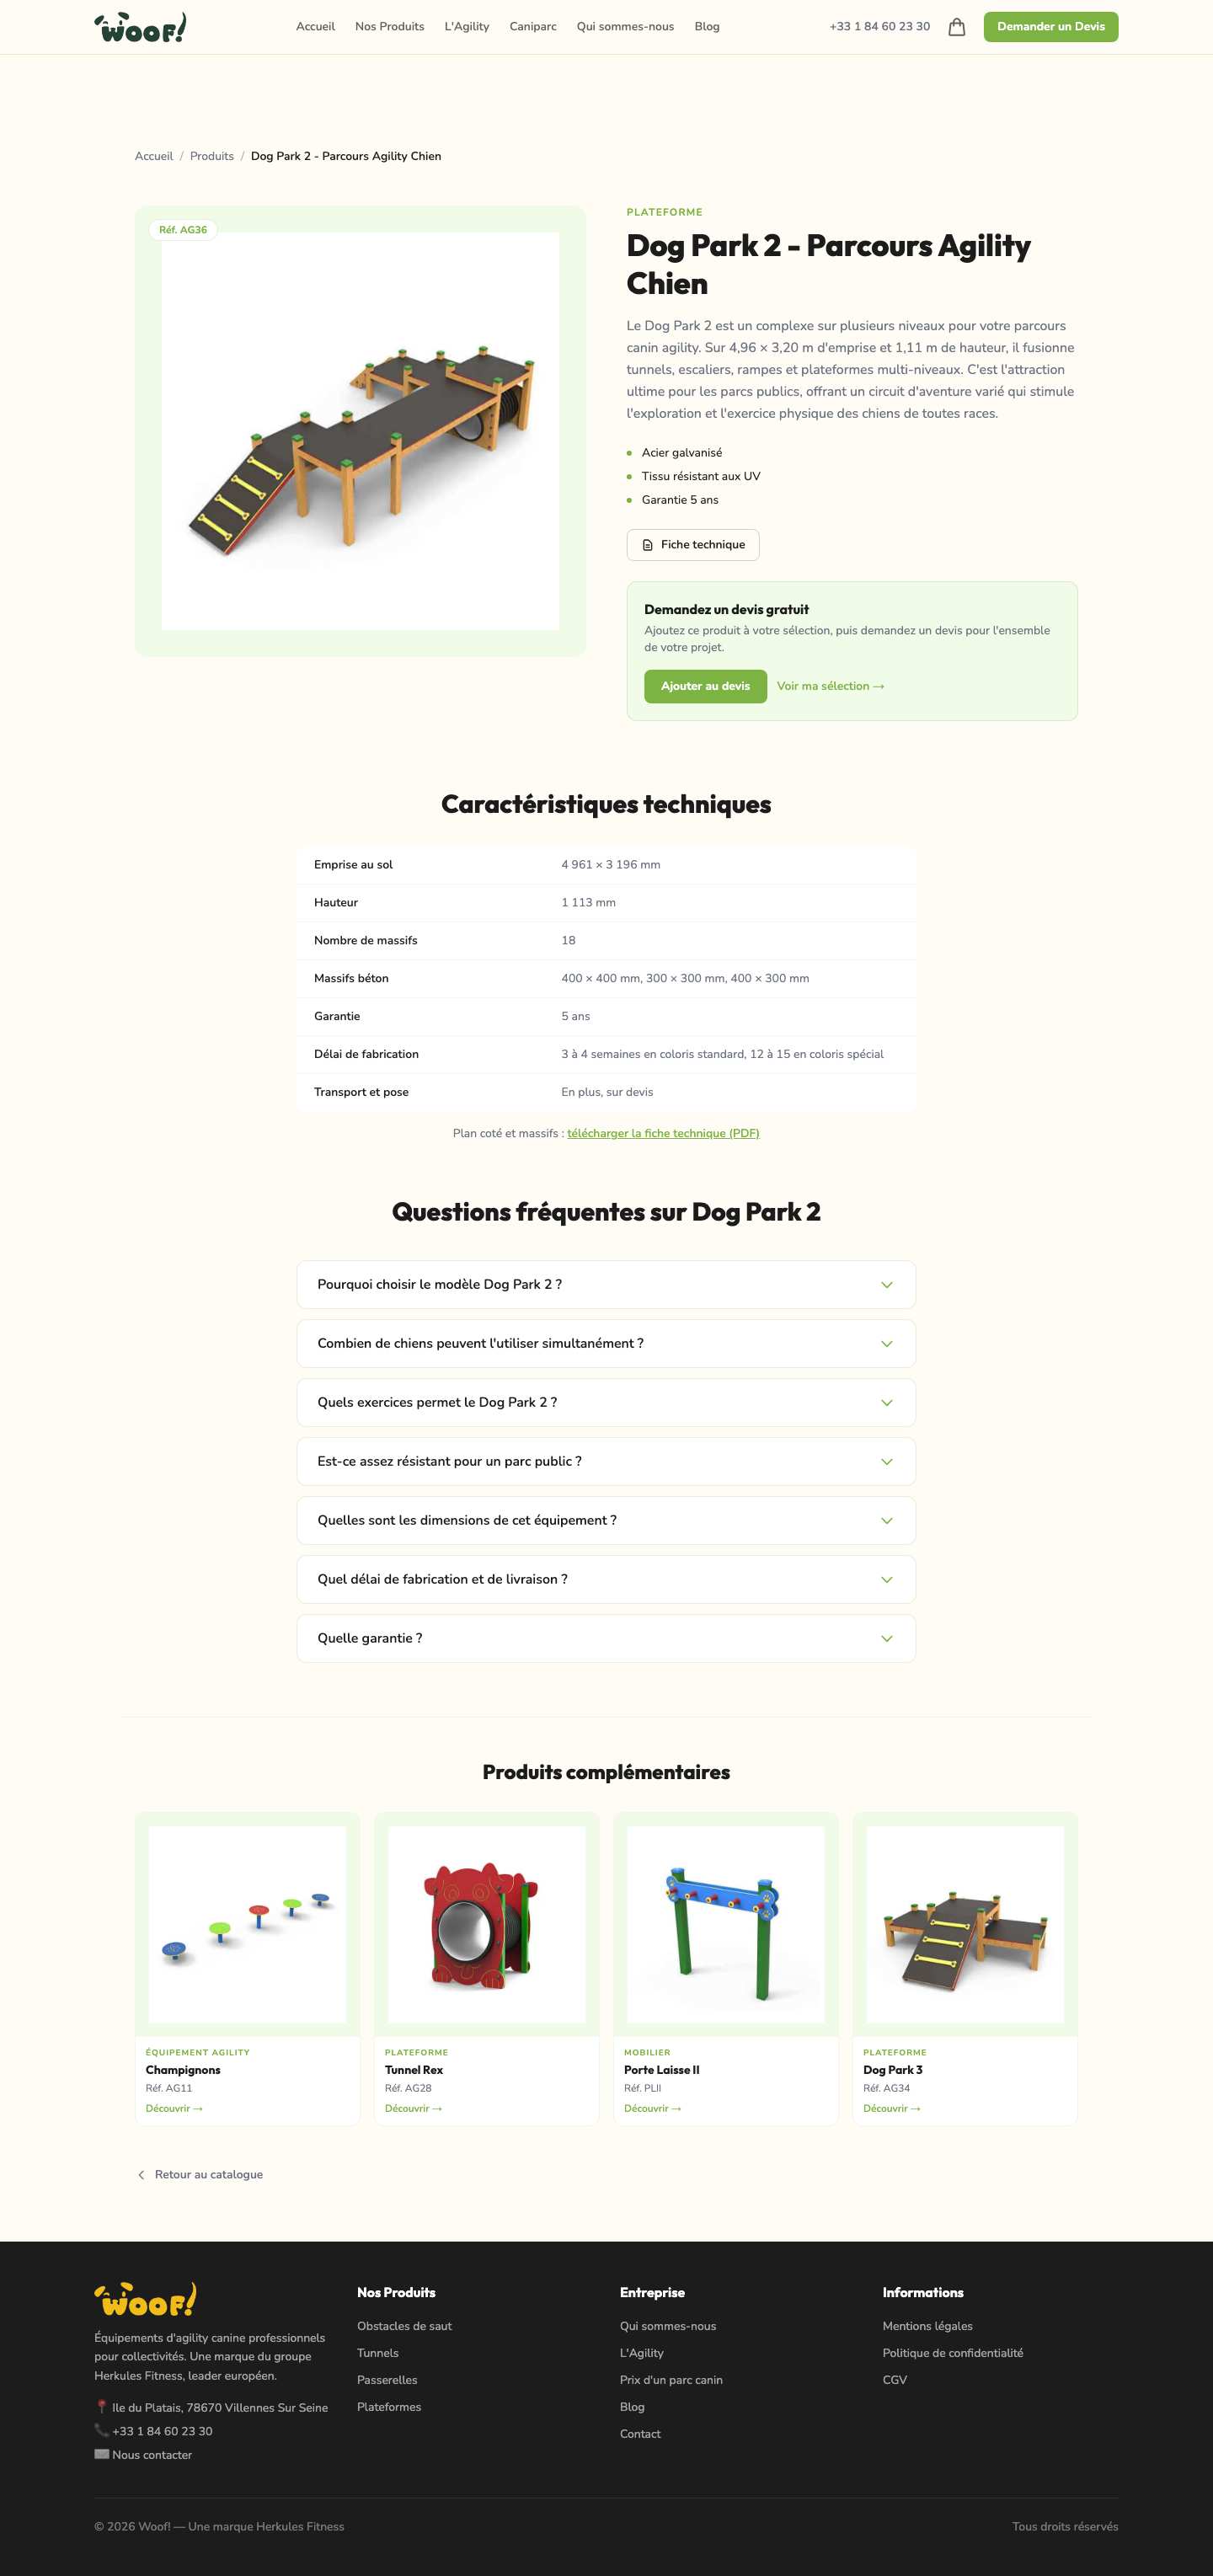 Woof!
Accueil
Nos Produits
L'Agility
Caniparc
Qui sommes-nous
Blog
+33 1 84 60 23 30
Demander un Devis
Accueil / Produits / Dog Park 2 - Parcours Agility Chien
Réf. AG36
PLATEFORME
Dog Park 2 - Parcours Agility
Chien
Le Dog Park 2 est un complexe sur plusieurs niveaux pour votre parcours
canin agility. Sur 4,96 × 3,20 m d'emprise et 1,11 m de hauteur, il fusionne
tunnels, escaliers, rampes et plateformes multi-niveaux. C'est l'attraction
ultime pour les parcs publics, offrant un circuit d'aventure varié qui stimule
l'exploration et l'exercice physique des chiens de toutes races.
Acier galvanisé
Tissu résistant aux UV
Garantie 5 ans
Fiche technique
Demandez un devis gratuit
Ajoutez ce produit à votre sélection, puis demandez un devis pour l'ensemble
de votre projet.
Ajouter au devis
Voir ma sélection →
Caractéristiques techniques
Emprise au sol 4 961 × 3 196 mm
Hauteur 1 113 mm
Nombre de massifs 18
Massifs béton 400 × 400 mm, 300 × 300 mm, 400 × 300 mm
Garantie 5 ans
Délai de fabrication 3 à 4 semaines en coloris standard, 12 à 15 en coloris spécial
Transport et pose En plus, sur devis
Plan coté et massifs : télécharger la fiche technique (PDF)
Questions fréquentes sur Dog Park 2
Pourquoi choisir le modèle Dog Park 2 ?
Combien de chiens peuvent l'utiliser simultanément ?
Quels exercices permet le Dog Park 2 ?
Est-ce assez résistant pour un parc public ?
Quelles sont les dimensions de cet équipement ?
Quel délai de fabrication et de livraison ?
Quelle garantie ?
Produits complémentaires
ÉQUIPEMENT AGILITY
Champignons
Réf. AG11
Découvrir →
PLATEFORME
Tunnel Rex
Réf. AG28
Découvrir →
MOBILIER
Porte Laisse II
Réf. PLII
Découvrir →
PLATEFORME
Dog Park 3
Réf. AG34
Découvrir →
Retour au catalogue
Woof!
Équipements d'agility canine professionnels
pour collectivités. Une marque du groupe
Herkules Fitness, leader européen.
Ile du Platais, 78670 Villennes Sur Seine
+33 1 84 60 23 30
Nous contacter
Nos Produits
Obstacles de saut
Tunnels
Passerelles
Plateformes
Entreprise
Qui sommes-nous
L'Agility
Prix d'un parc canin
Blog
Contact
Informations
Mentions légales
Politique de confidentialité
CGV
© 2026 Woof! — Une marque Herkules Fitness
Tous droits réservés